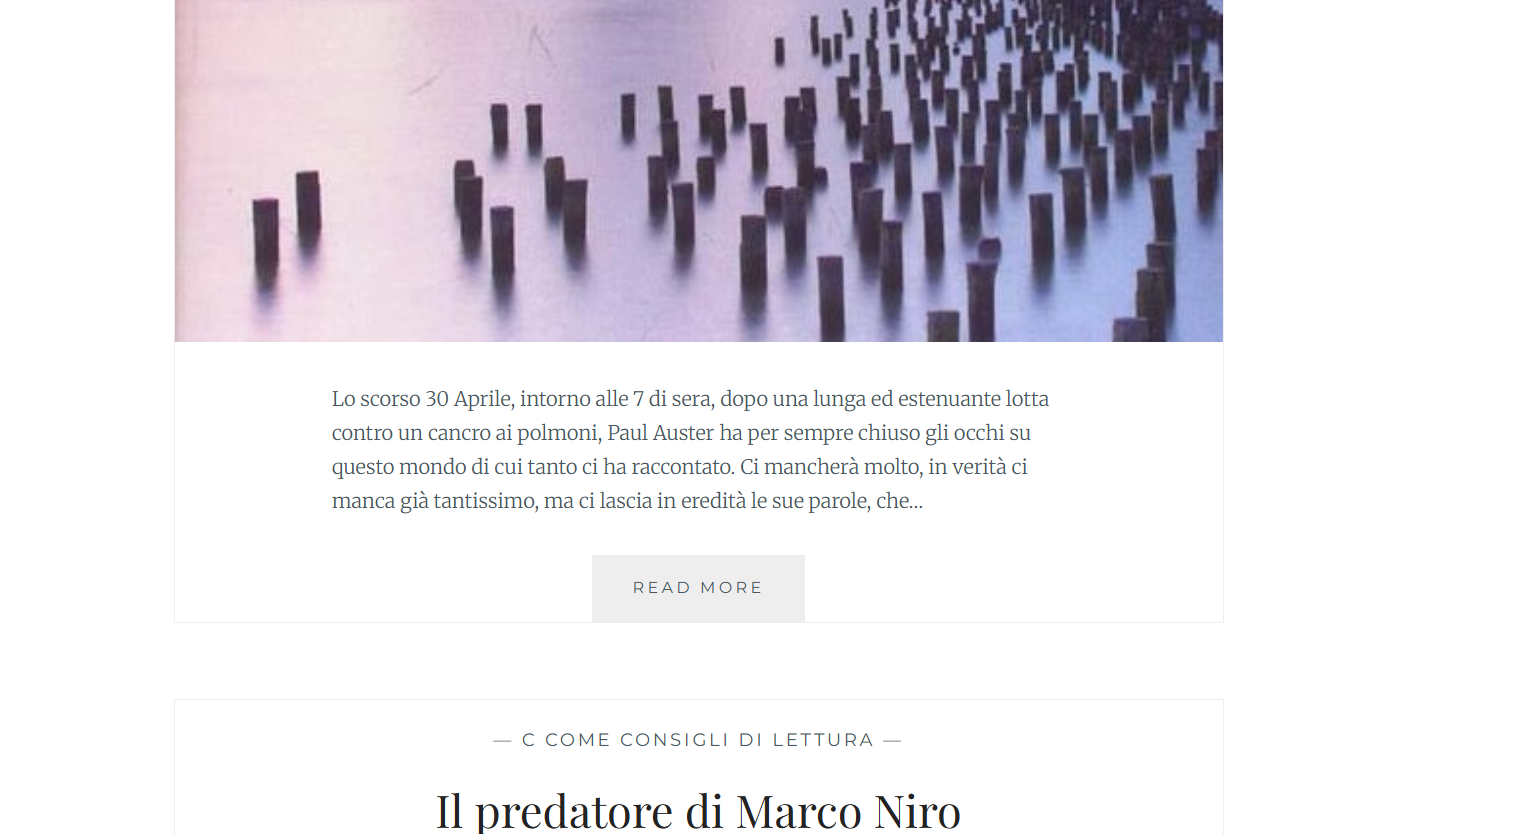 Lo scorso 30 Aprile, intorno alle 7 di sera, dopo una lunga ed estenuante lotta
contro un cancro ai polmoni, Paul Auster ha per sempre chiuso gli occhi su
questo mondo di cui tanto ci ha raccontato. Ci mancherà molto, in verità ci
manca già tantissimo, ma ci lascia in eredità le sue parole, che…
READ MORE
— C COME CONSIGLI DI LETTURA —
Il predatore di Marco Niro